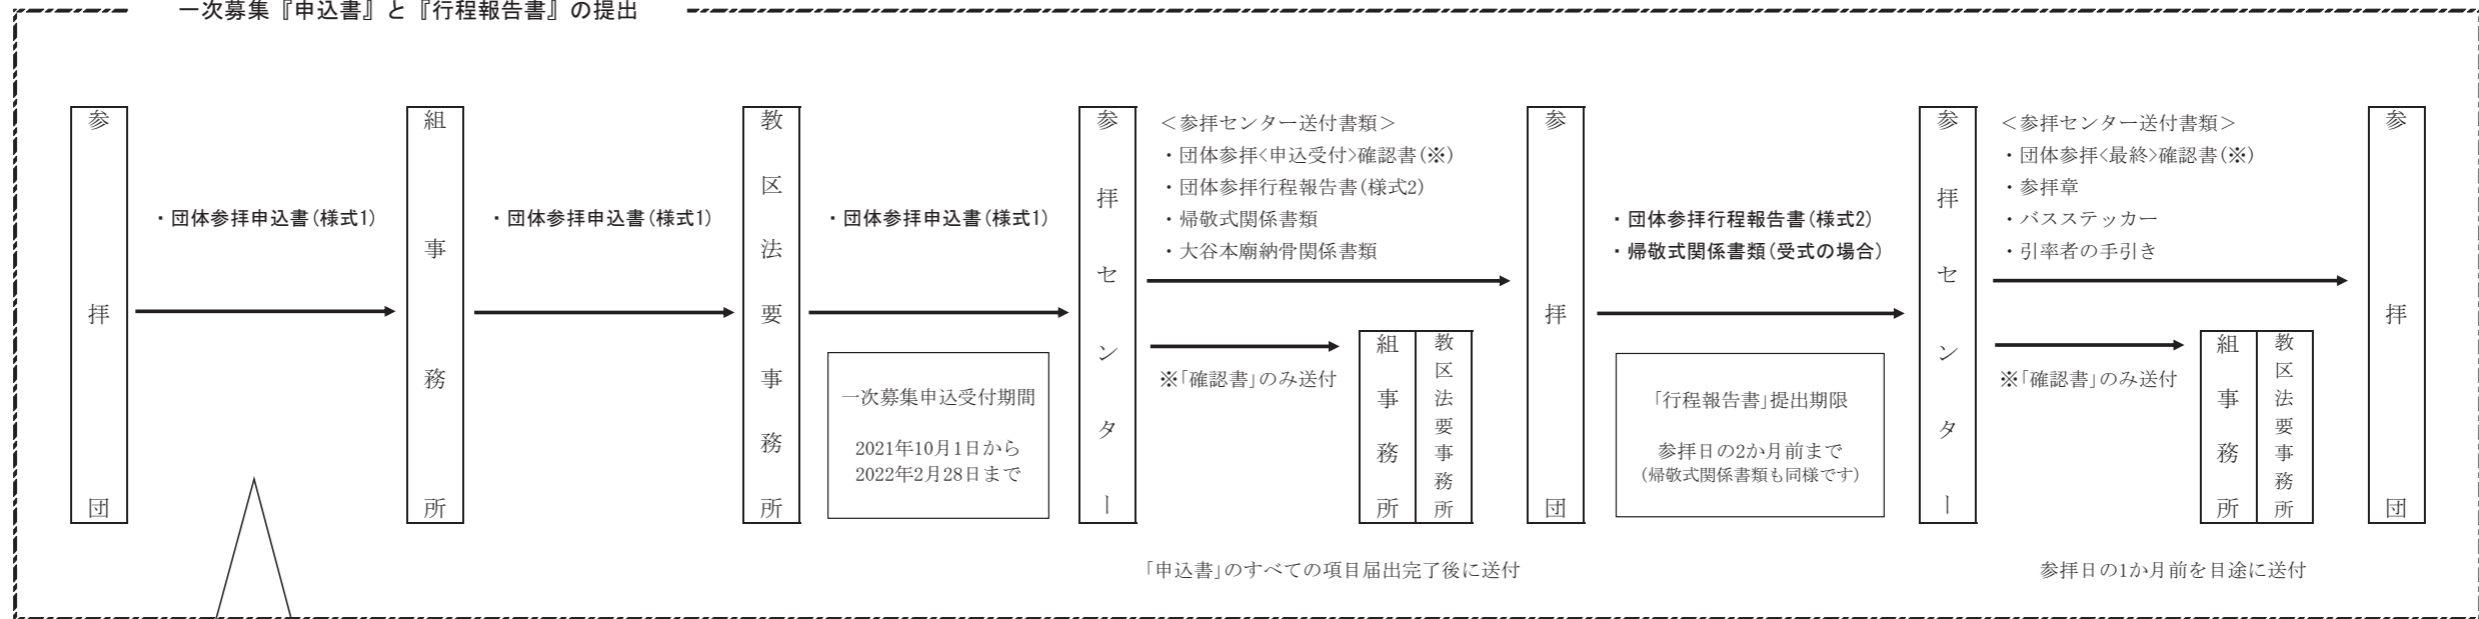 一次募集『申込書』と『行程報告書』の提出
参拝団
・団体参拝申込書(様式1)
組事務所
・団体参拝申込書(様式1)
教区法要事務所
・団体参拝申込書(様式1)
一次募集申込受付期間
2021年10月1日から
2022年2月28日まで
参拝センター
＜参拝センター送付書類＞
・団体参拝<申込受付>確認書(※)
・団体参拝行程報告書(様式2)
・帰敬式関係書類
・大谷本廟納骨関係書類
※｢確認書｣のみ送付
組事務所
教区法要事務所
｢申込書｣のすべての項目届出完了後に送付
参拝団
・団体参拝行程報告書(様式2)
・帰敬式関係書類(受式の場合)
｢行程報告書｣提出期限
参拝日の2か月前まで
(帰敬式関係書類も同様です)
参拝センター
＜参拝センター送付書類＞
・団体参拝<最終>確認書(※)
・参拝章
・バスステッカー
・引率者の手引き
※｢確認書｣のみ送付
組事務所
教区法要事務所
参拝日の1か月前を目途に送付
参拝団